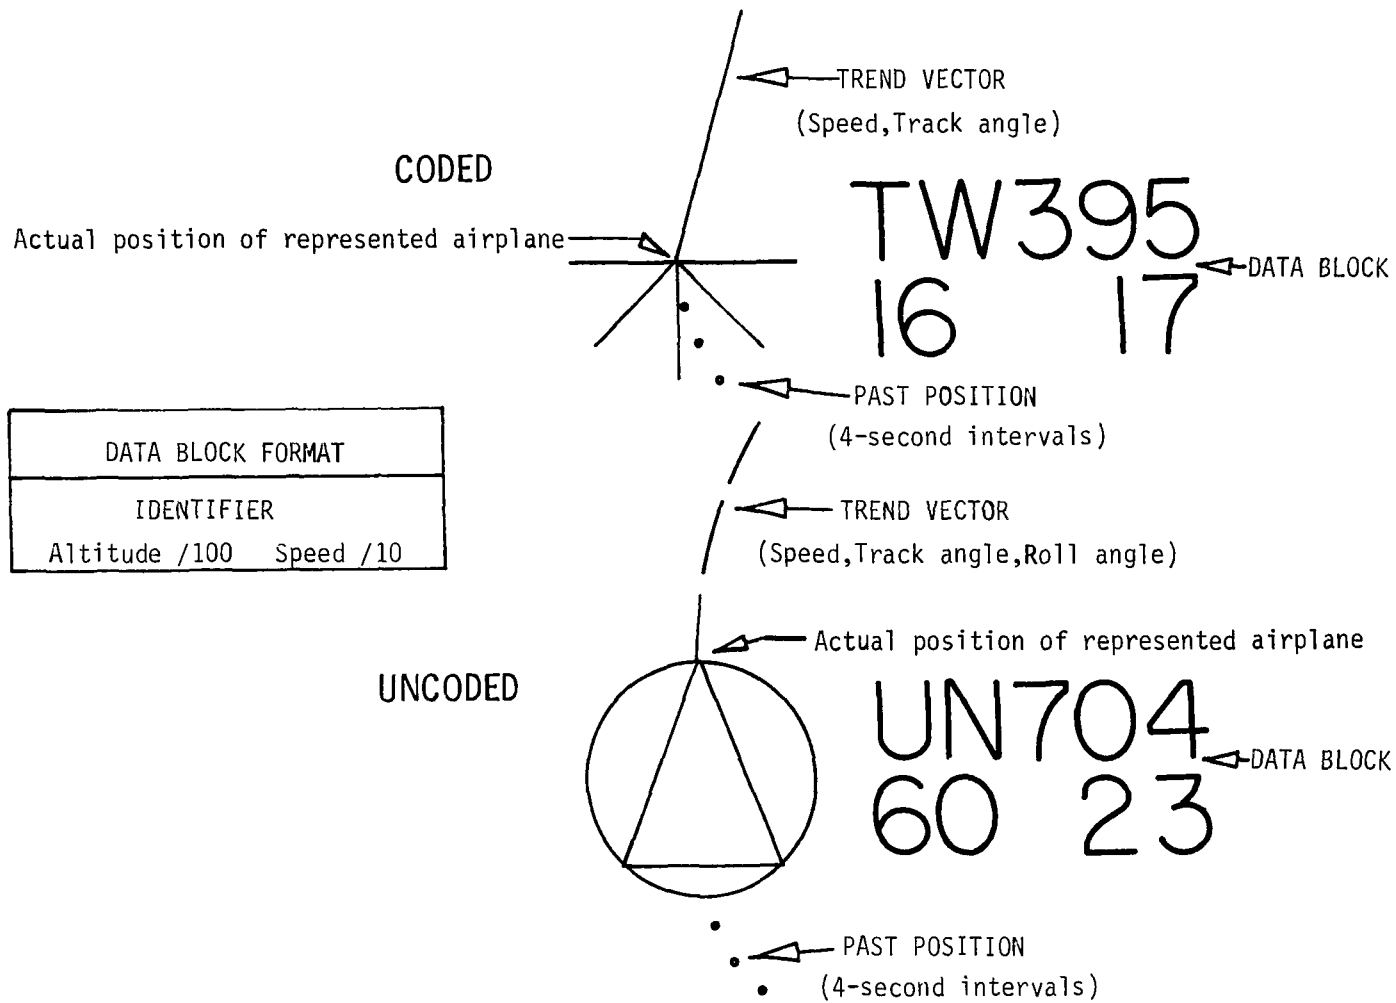 TREND VECTOR
(Speed,Track angle)
CODED
TW395
Actual position of represented airplane
DATA BLOCK
16 17
PAST POSITION
(4-second intervals)
DATA BLOCK FORMAT
IDENTIFIER
Altitude /100 Speed /10
TREND VECTOR
(Speed,Track angle,Roll angle)
Actual position of represented airplane
UNCODED
UN704
DATA BLOCK
60 23
PAST POSITION
(4-second intervals)